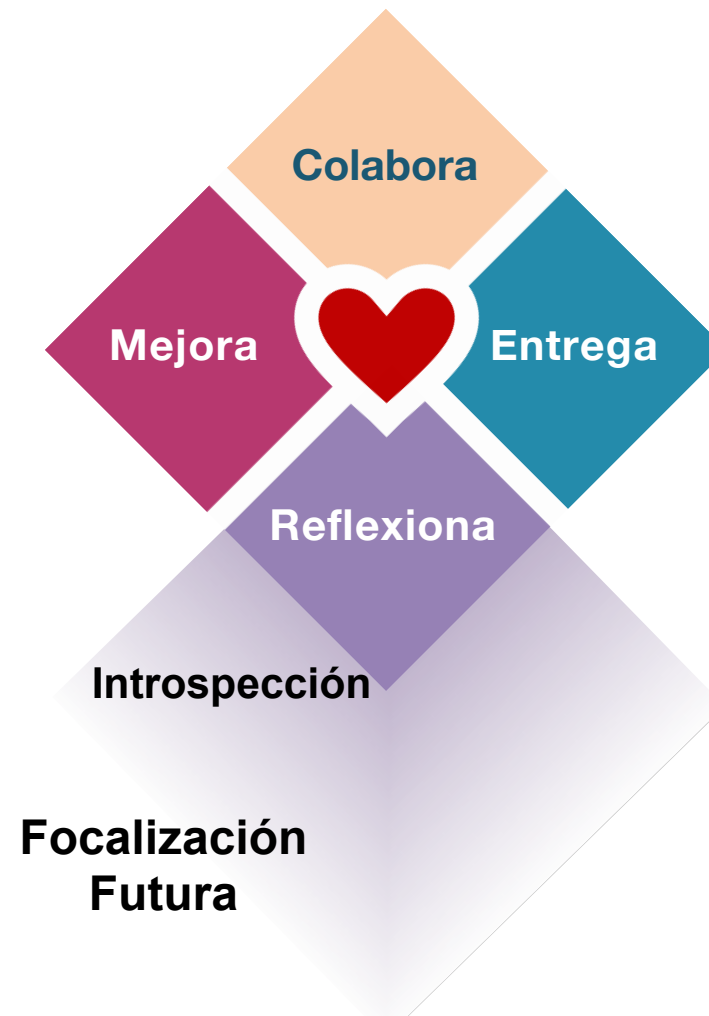 Colabora
Mejora
Entrega
Reflexiona
Introspección
Focalización
Futura